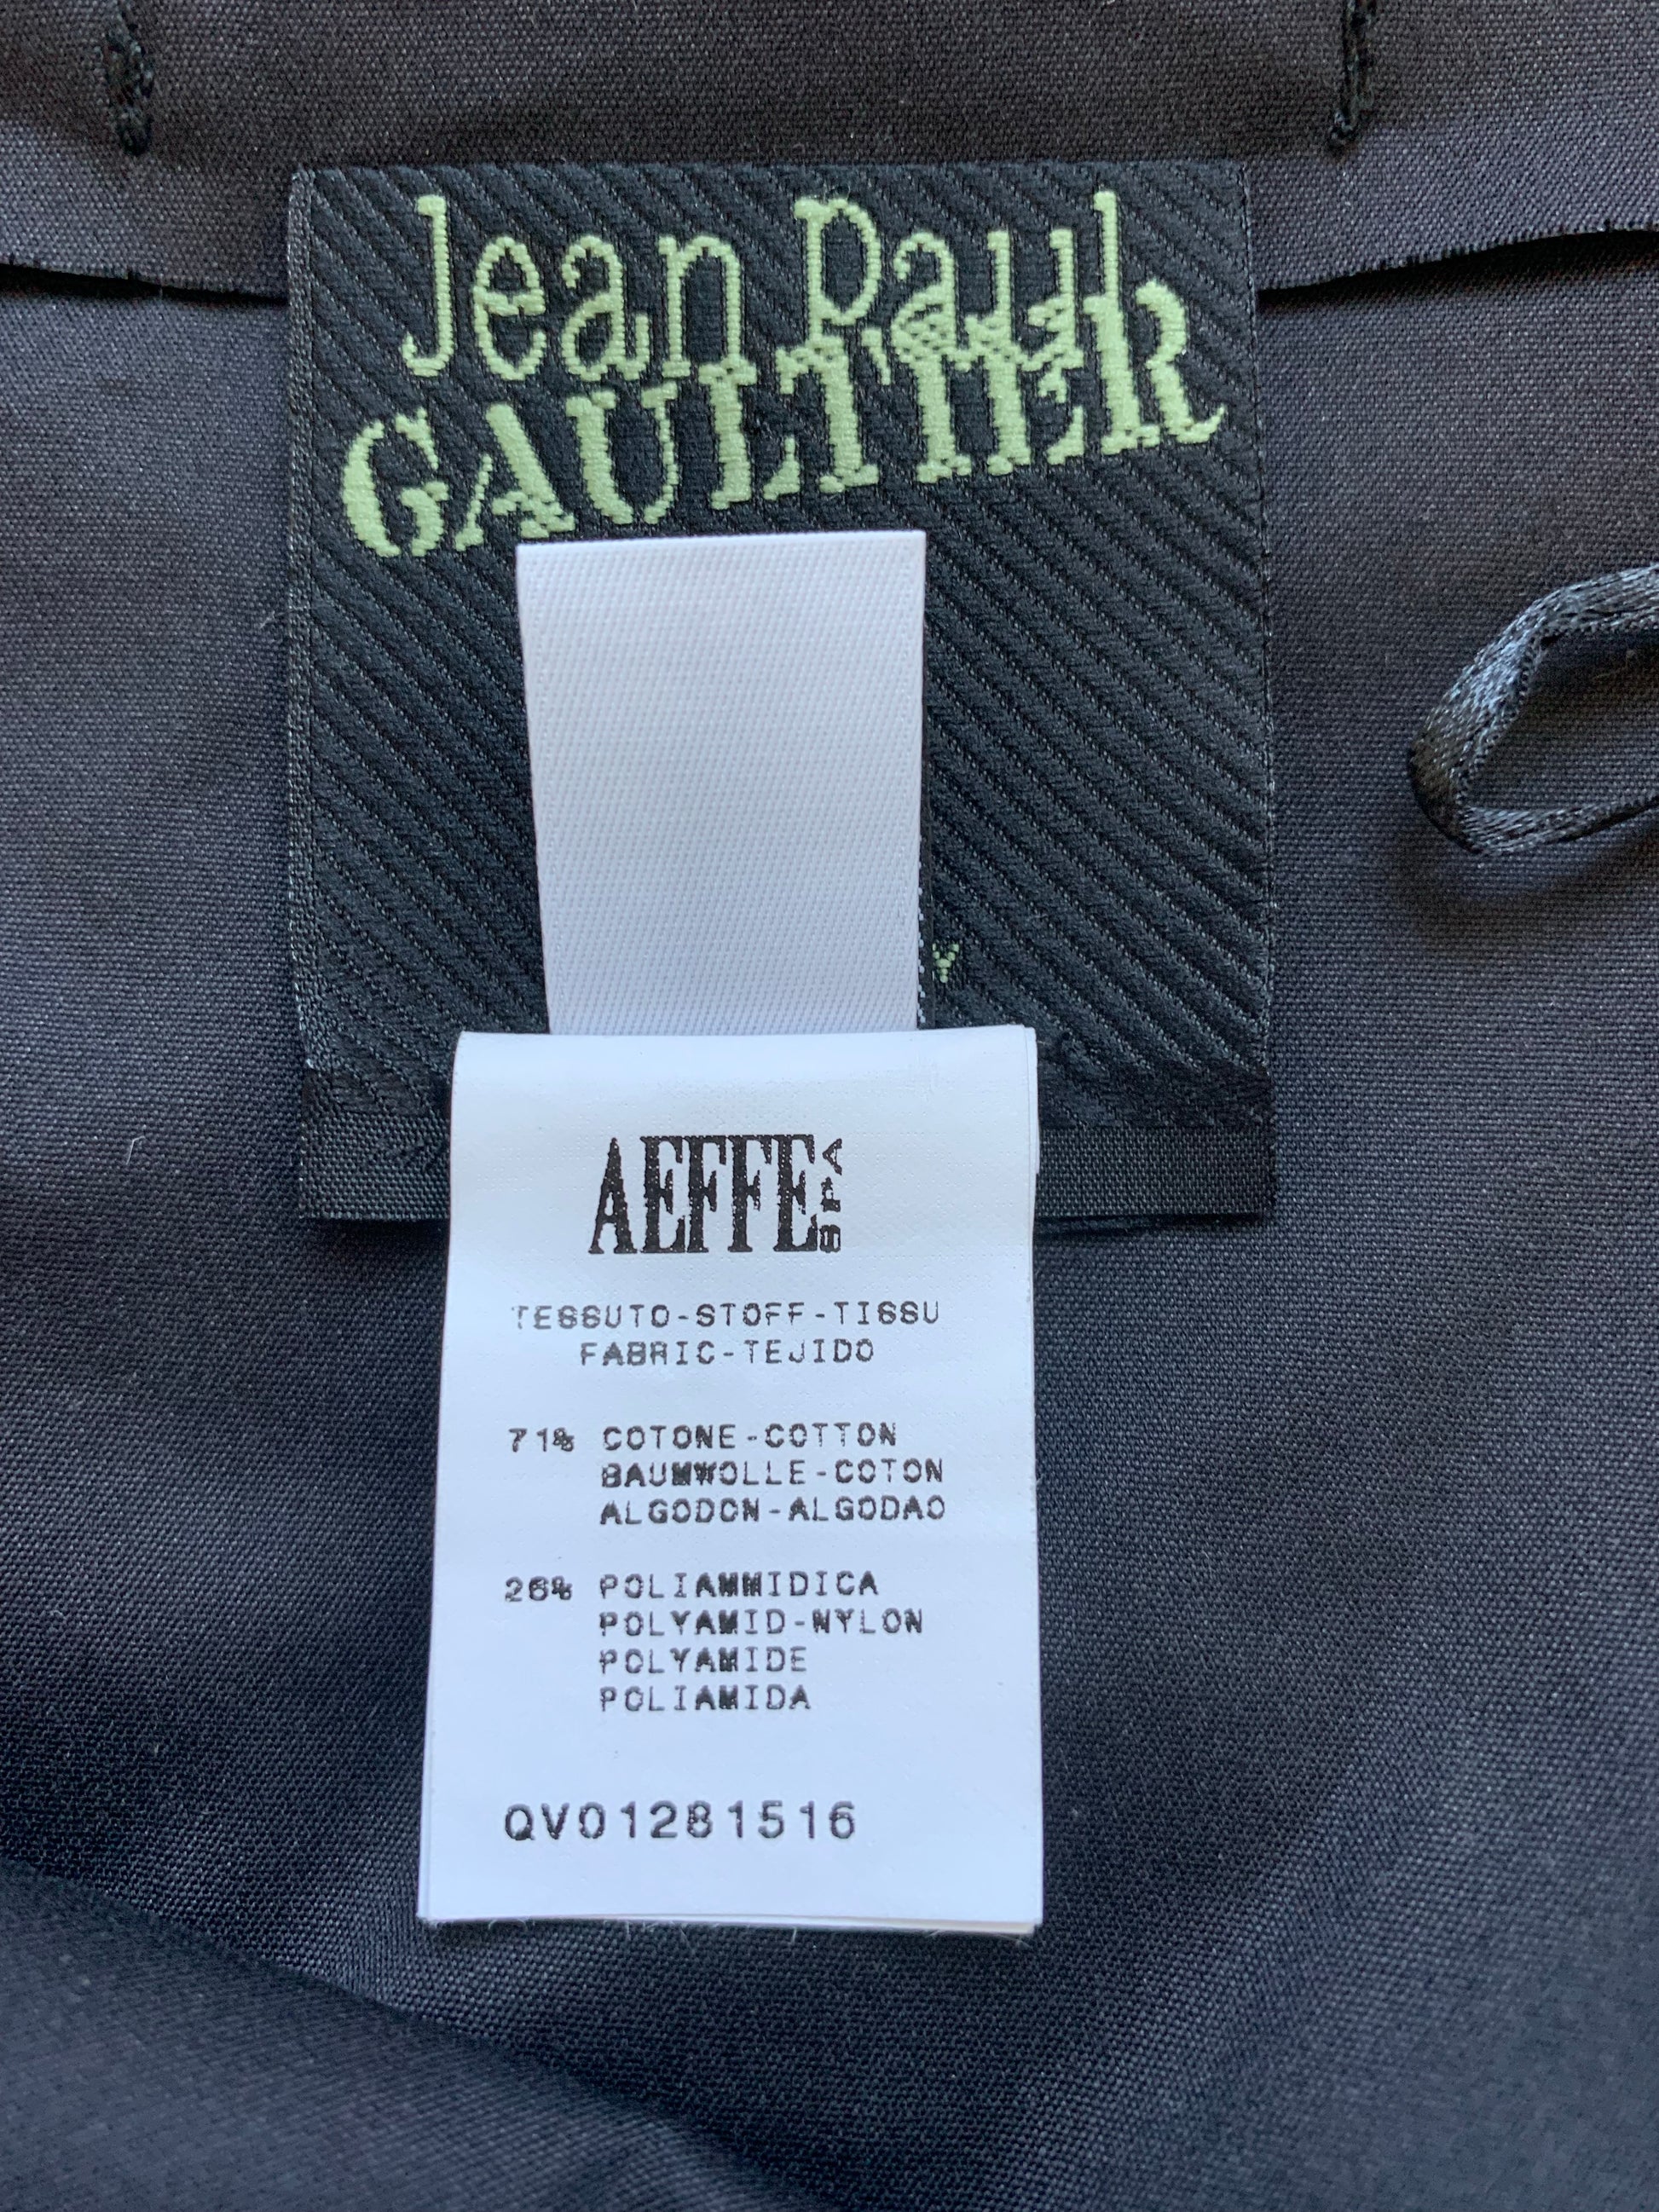 Jean Paul
GAULTIER
Y
AEFFE SPA
TESSUTO-STOFF-TISSU
FABRIC-TEJIDO
71% COTONE-COTTON
BAUMWOLLE-COTON
ALGODON-ALGODAO
26% POLIAMMIDICA
POLYAMID-NYLON
POLYAMIDE
POLIAMIDA
QV01281516